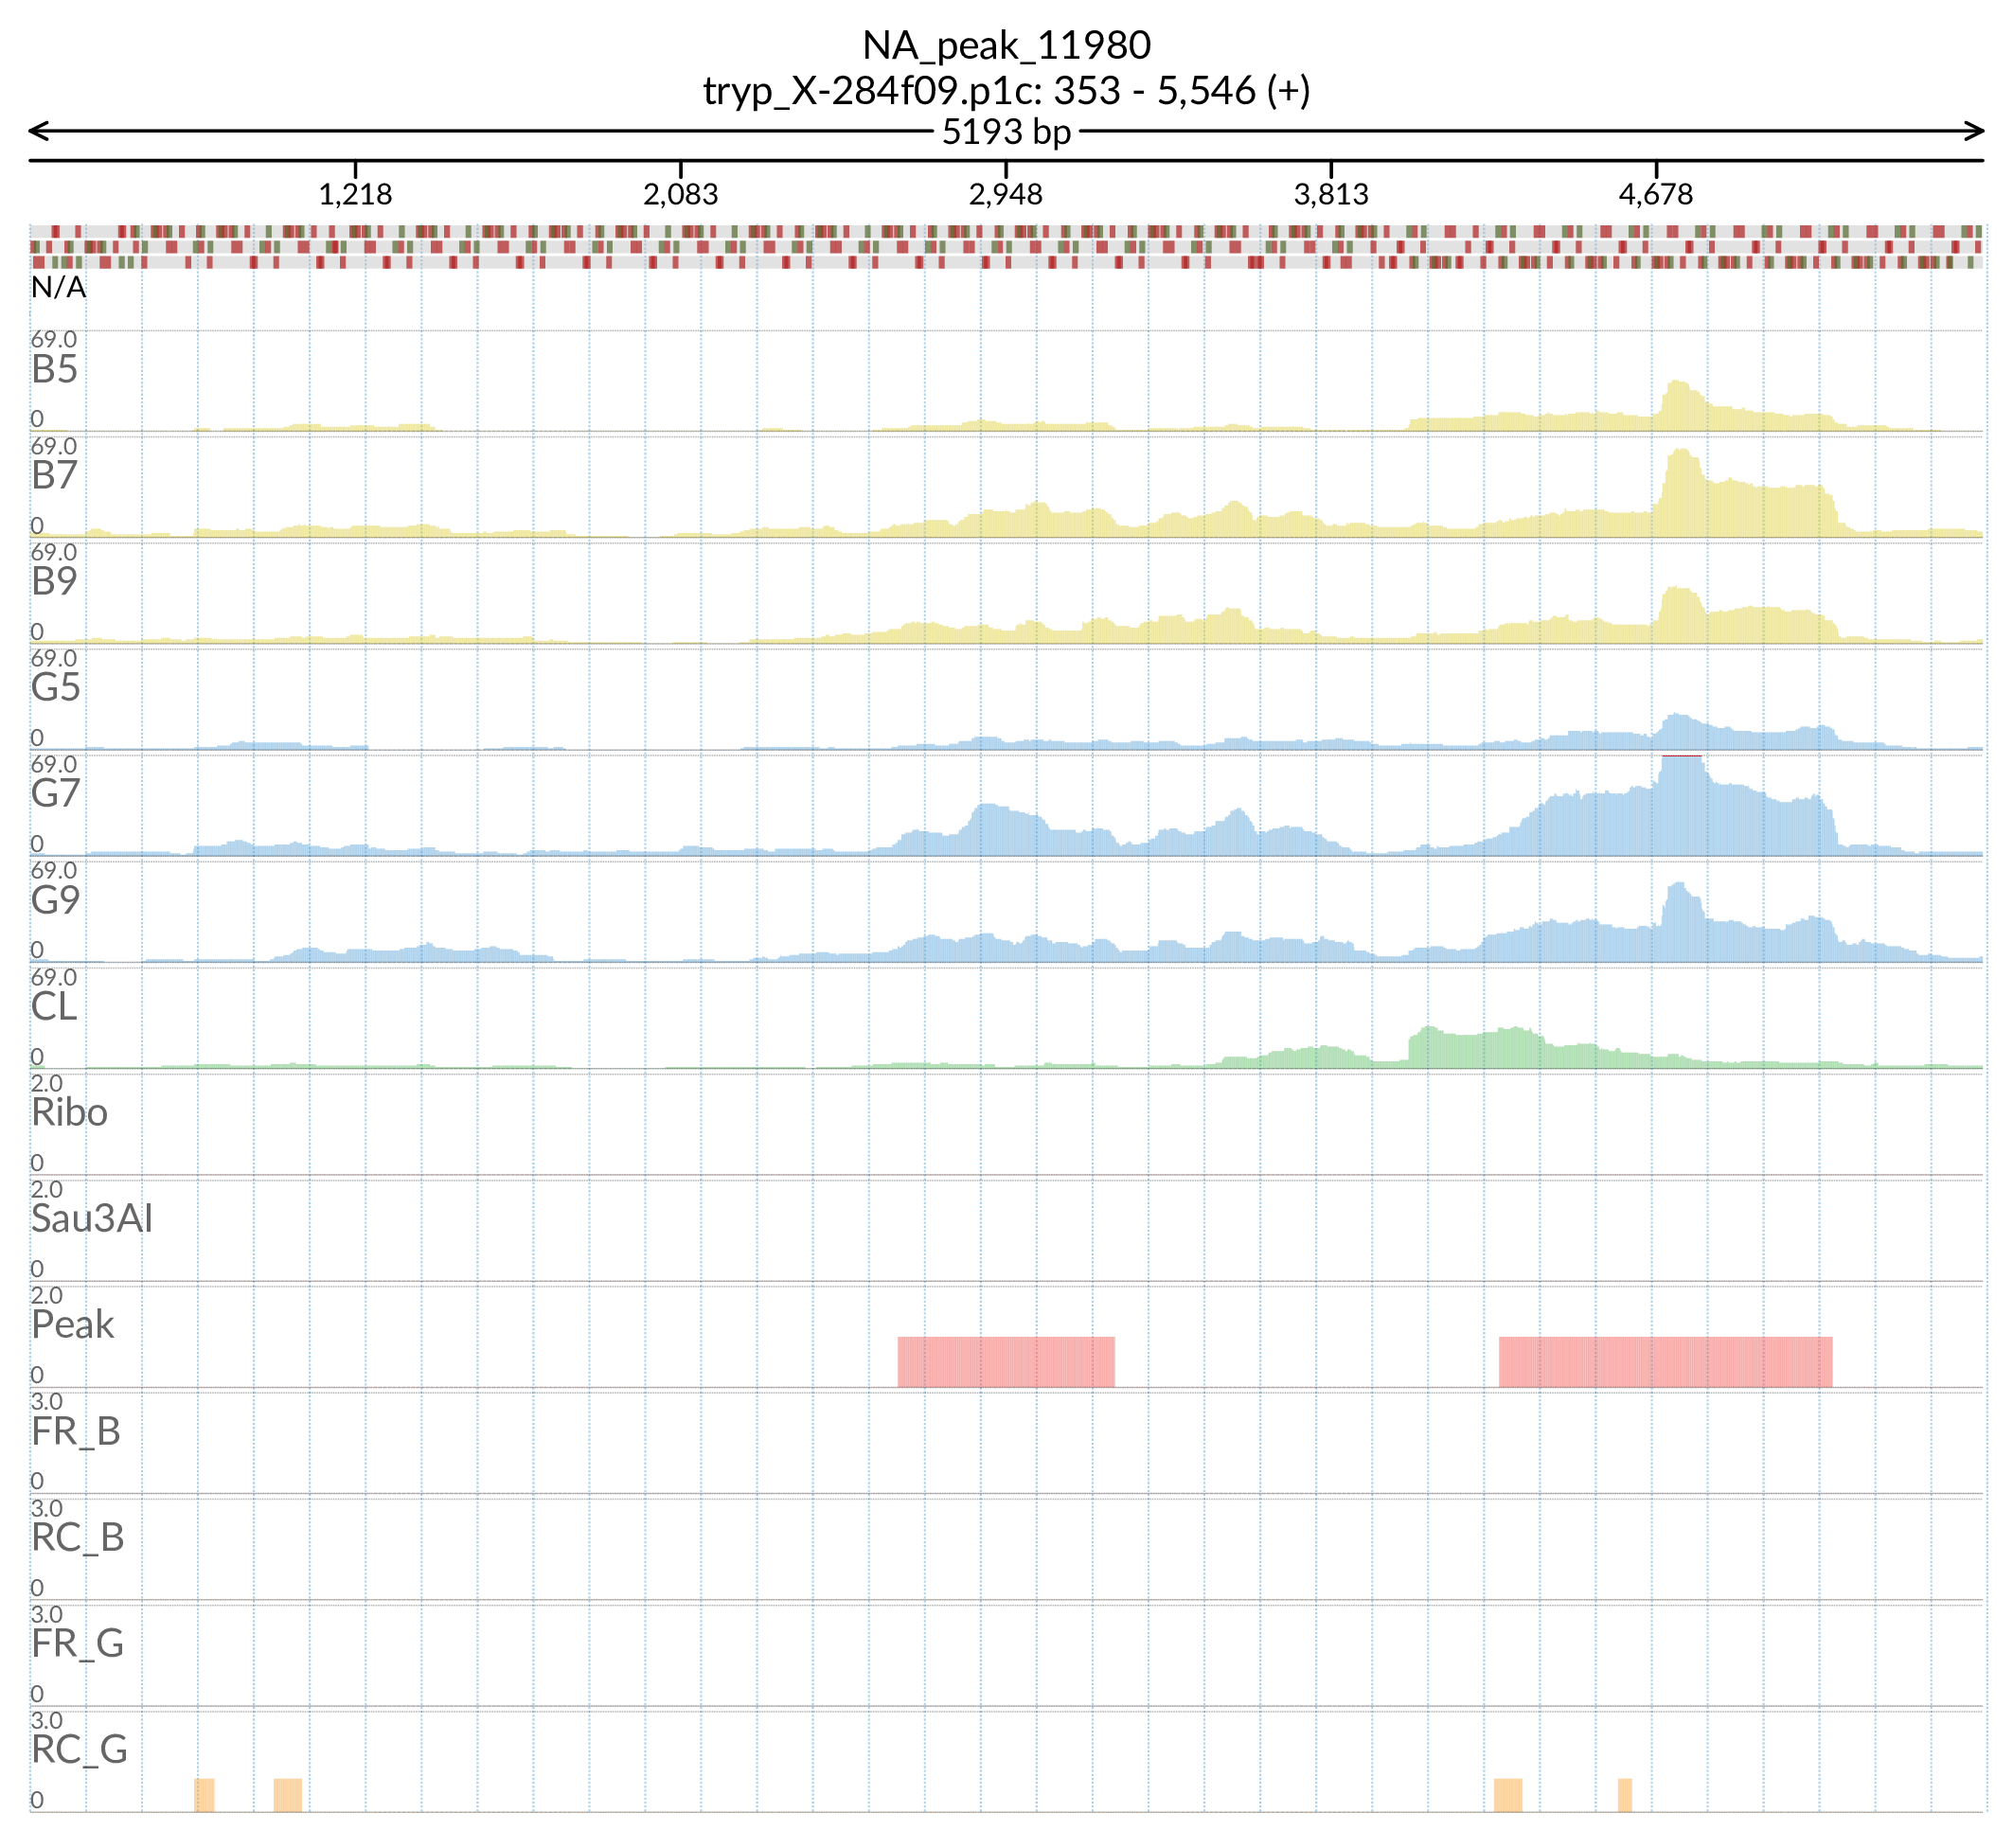 NA_peak_11980
tryp_X-284f09.p1c: 353 - 5,546 (+)
5193 bp
1,218 2,083 2,948 3,813 4,678
N/A
69.0
B5
0
69.0
B7
0
69.0
B9
0
69.0
G5
0
69.0
G7
0
69.0
G9
0
69.0
CL
0
2.0
Ribo
0
2.0
Sau3AI
0
2.0
Peak
0
3.0
FR_B
0
3.0
RC_B
0
3.0
FR_G
0
3.0
RC_G
0